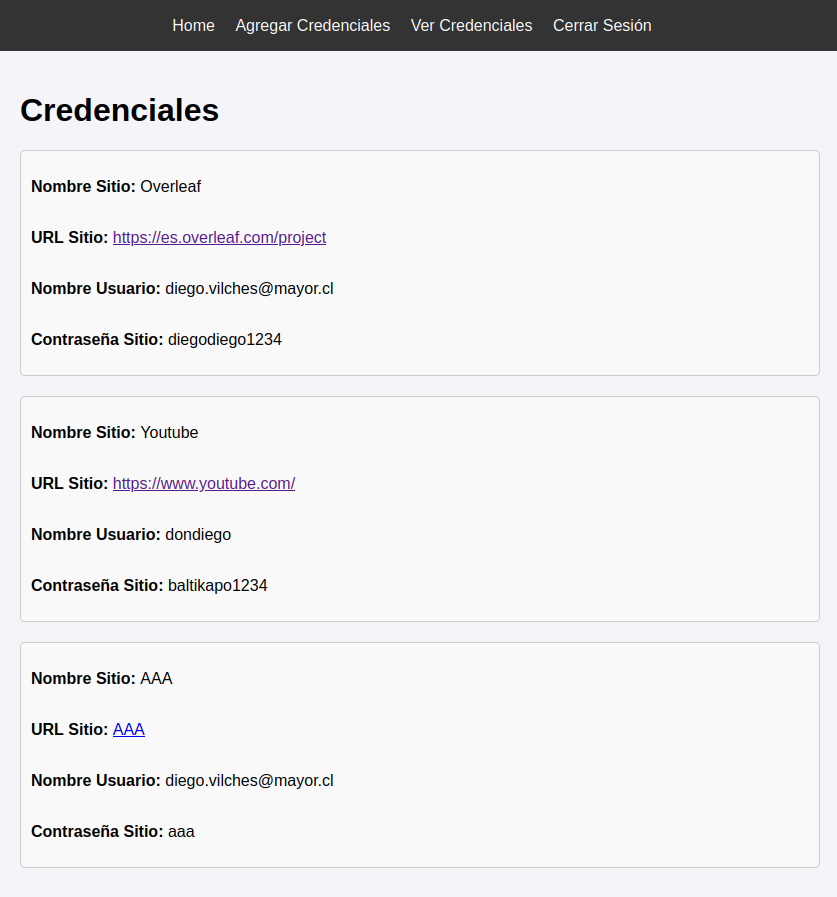 Home Agregar Credenciales Ver Credenciales Cerrar Sesión
Credenciales
Nombre Sitio: Overleaf
URL Sitio: https://es.overleaf.com/project
Nombre Usuario: diego.vilches@mayor.cl
Contraseña Sitio: diegodiego1234
Nombre Sitio: Youtube
URL Sitio: https://www.youtube.com/
Nombre Usuario: dondiego
Contraseña Sitio: baltikapo1234
Nombre Sitio: AAA
URL Sitio: AAA
Nombre Usuario: diego.vilches@mayor.cl
Contraseña Sitio: aaa